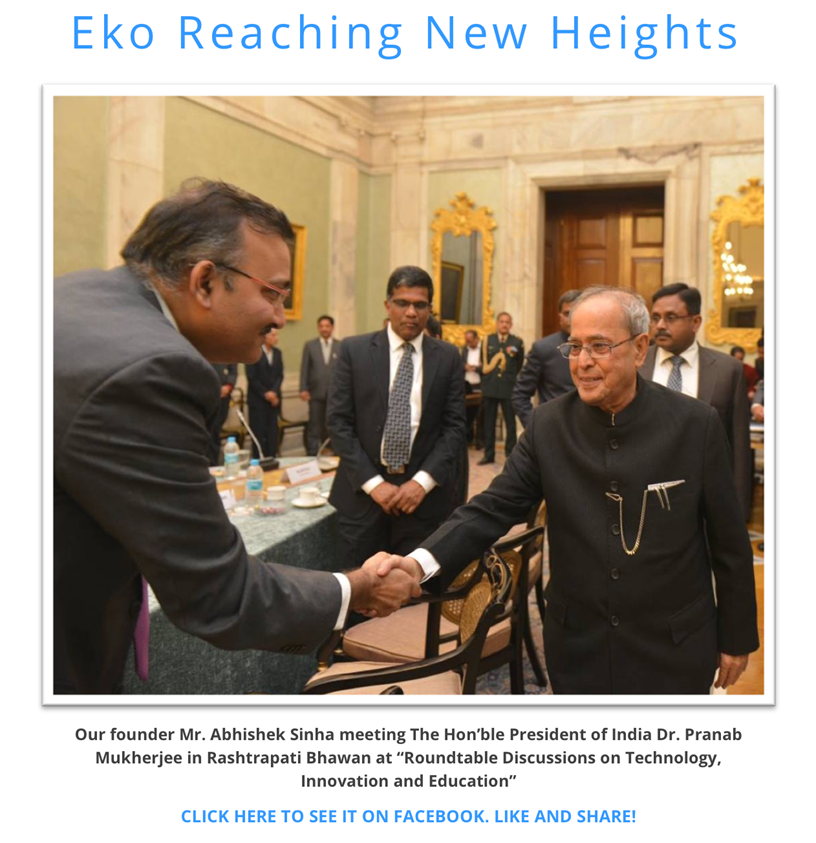 Eko Reaching New Heights
Our founder Mr. Abhishek Sinha meeting The Hon’ble President of India Dr. Pranab
Mukherjee in Rashtrapati Bhawan at “Roundtable Discussions on Technology,
Innovation and Education”
CLICK HERE TO SEE IT ON FACEBOOK. LIKE AND SHARE!